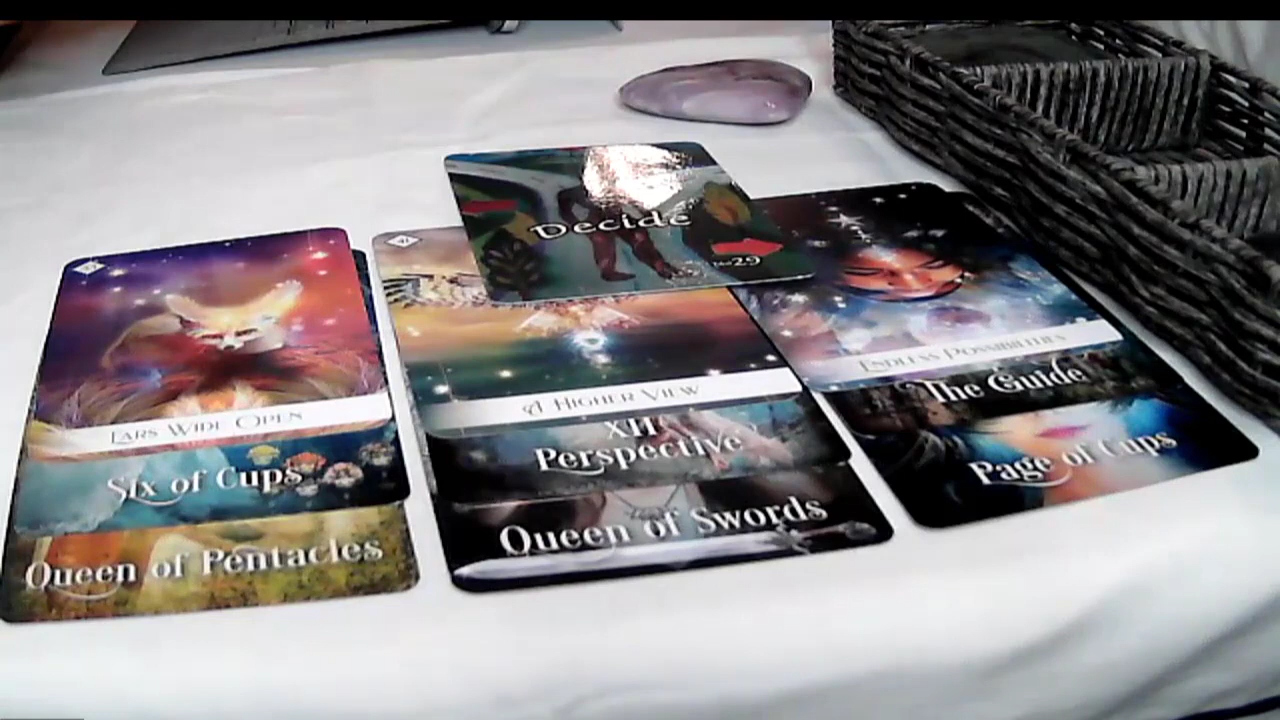 Decide
29
EARS WIDE OPEN
Six of Cups
Queen of Pentacles
A HIGHER VIEW
XII
Perspective
Queen of Swords
ENDLESS POSSIBILITIES
The Guide
Page of Cups